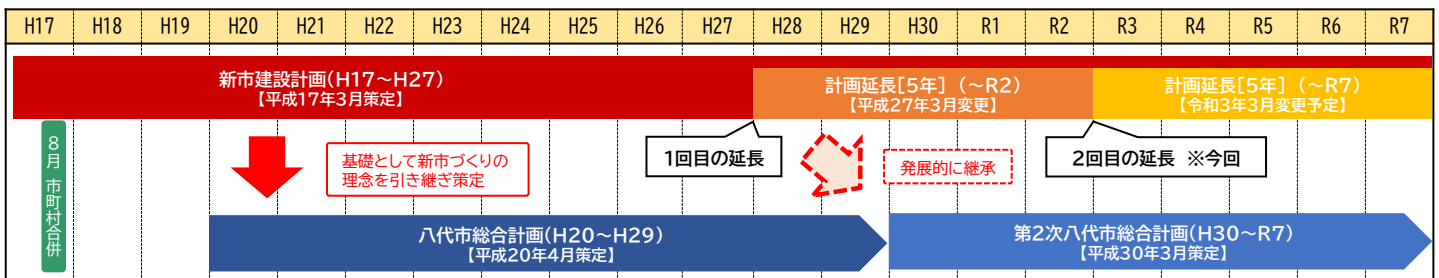 H17 H18 H19 H20 H21 H22 H23 H24 H25 H26 H27 H28 H29 H30 R1 R2 R3 R4 R5 R6 R7
新市建設計画(H17～H27)
【平成17年3月策定】
計画延長[5年] (～R2)
【平成27年3月変更】
計画延長[5年] (～R7)
【令和3年3月変更予定】
8月 市町村合併
基礎として新市づくりの
理念を引き継ぎ策定
1回目の延長
発展的に継承
2回目の延長 ※今回
八代市総合計画(H20～H29)
【平成20年4月策定】
第2次八代市総合計画(H30～R7)
【平成30年3月策定】